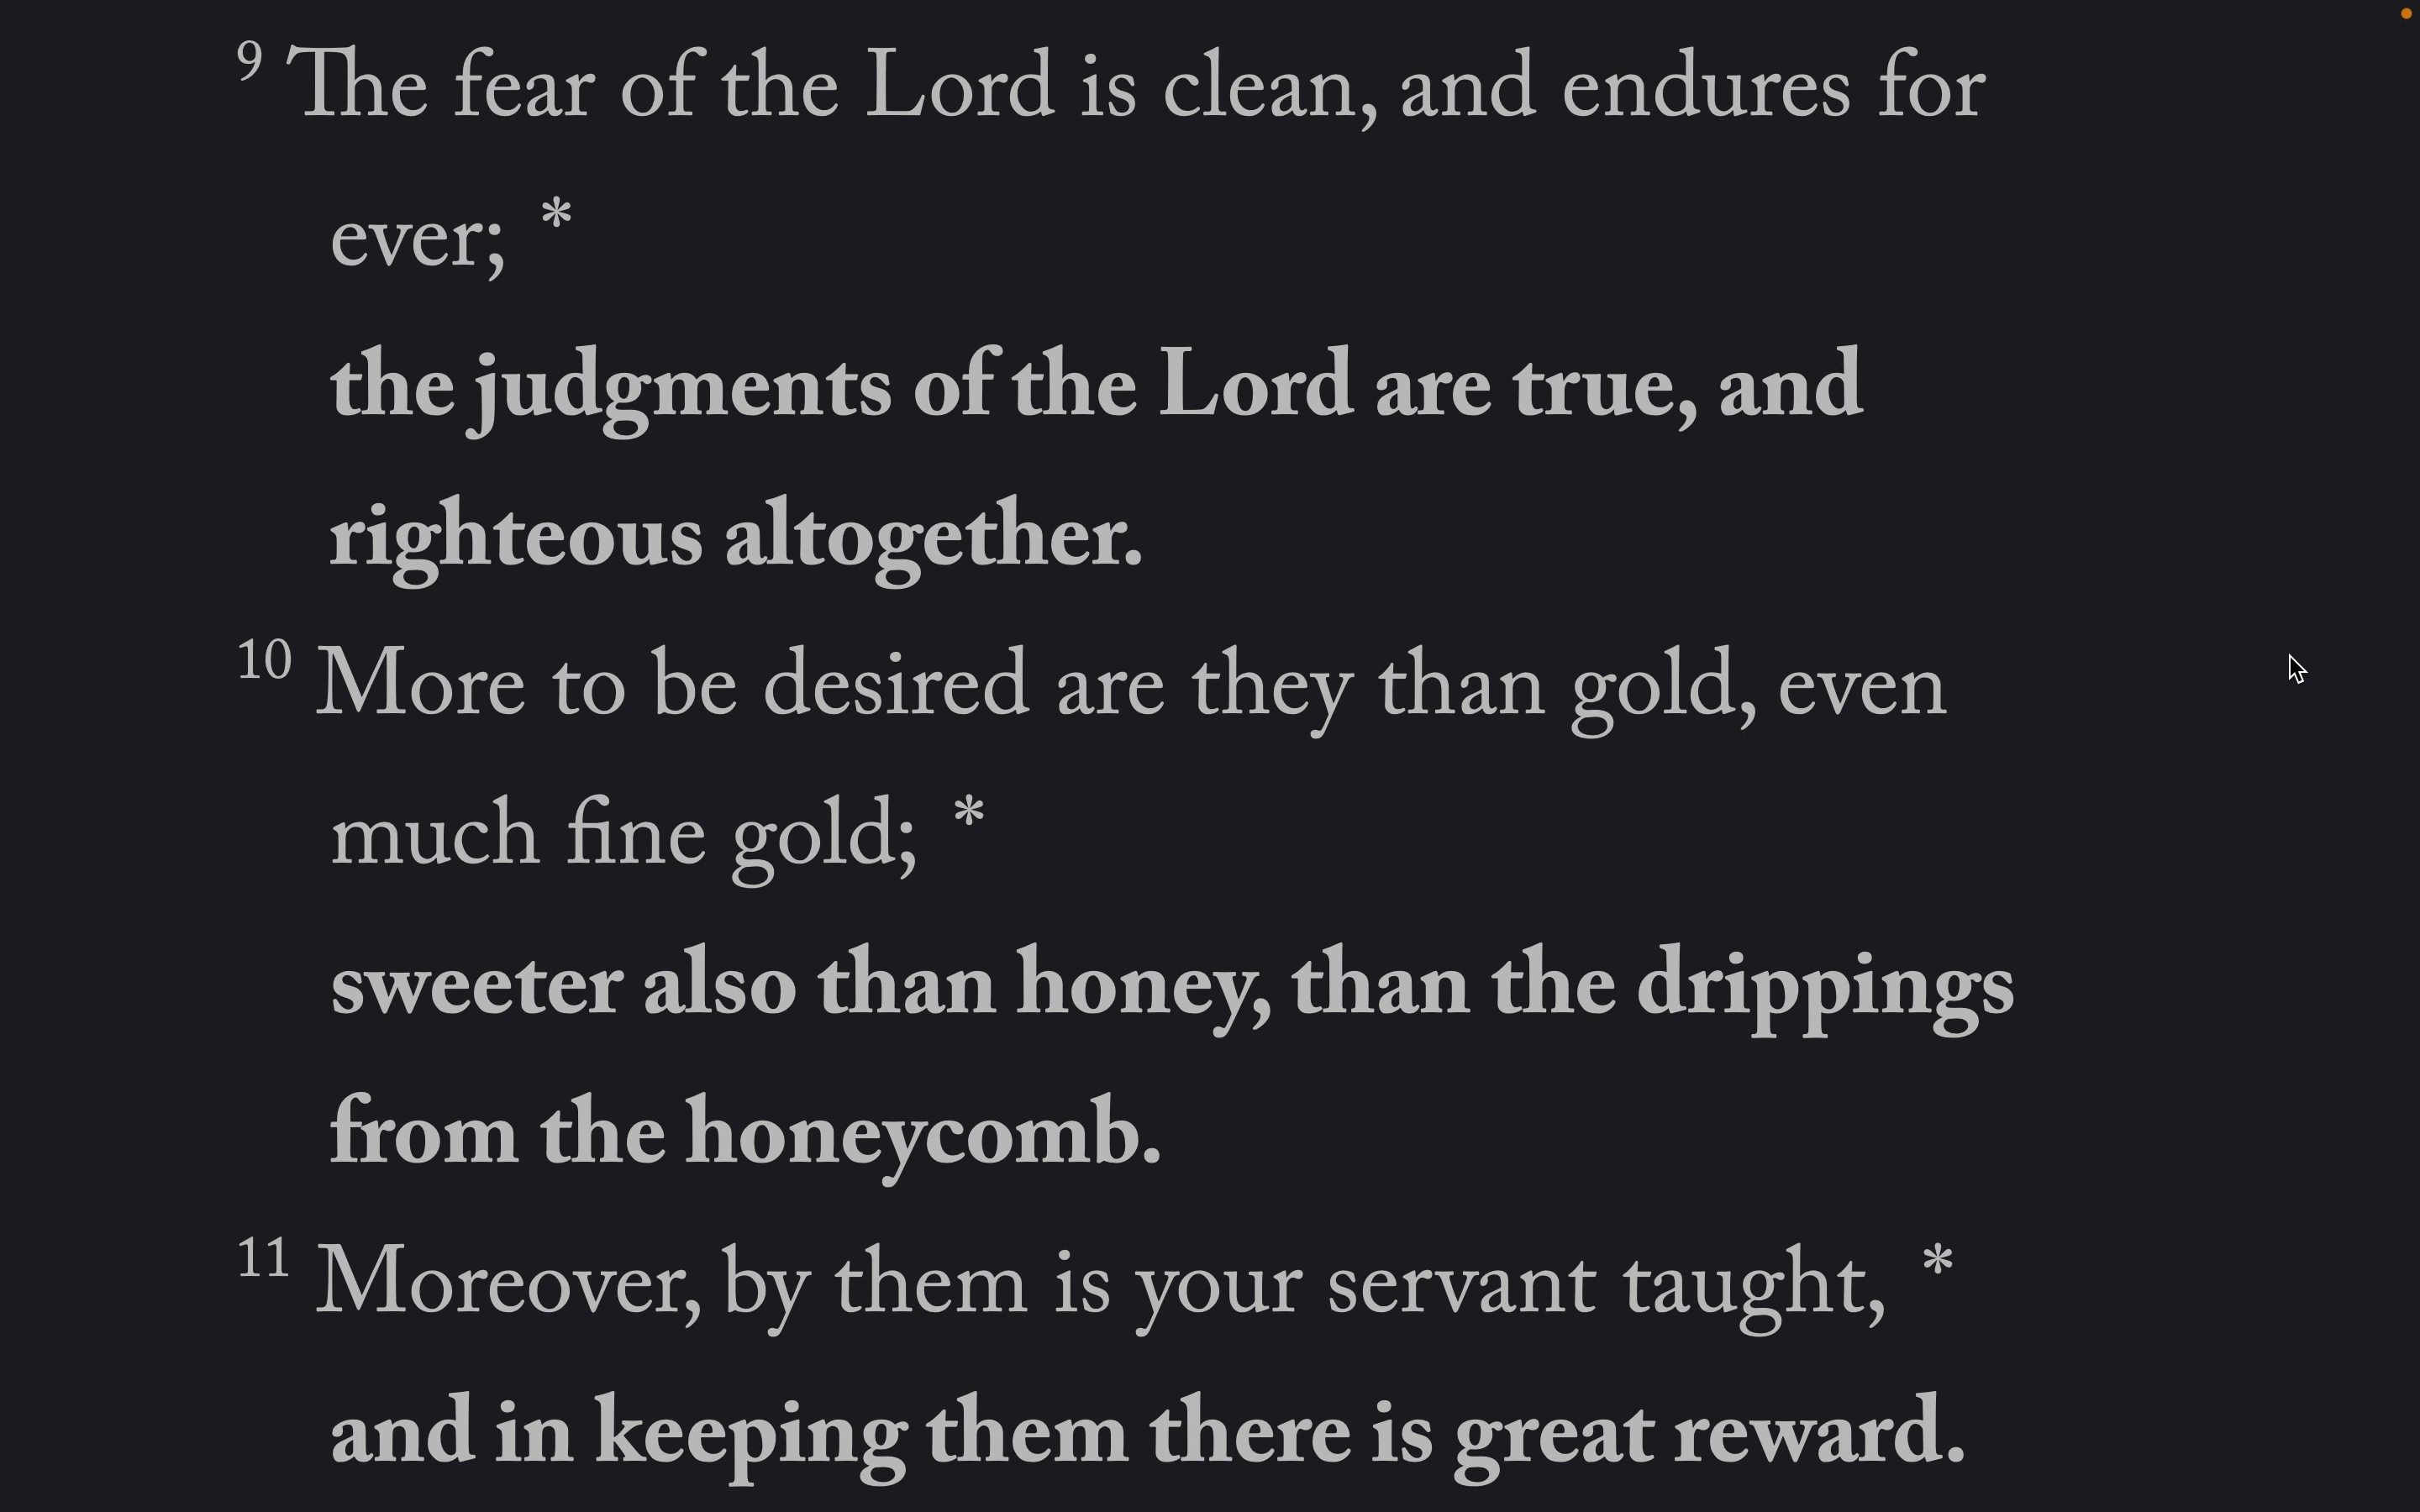 9 The fear of the Lord is clean, and endures for
ever; *
the judgments of the Lord are true, and
righteous altogether.
10 More to be desired are they than gold, even
much fine gold; *
sweeter also than honey, than the drippings
from the honeycomb.
11 Moreover, by them is your servant taught, *
and in keeping them there is great reward.